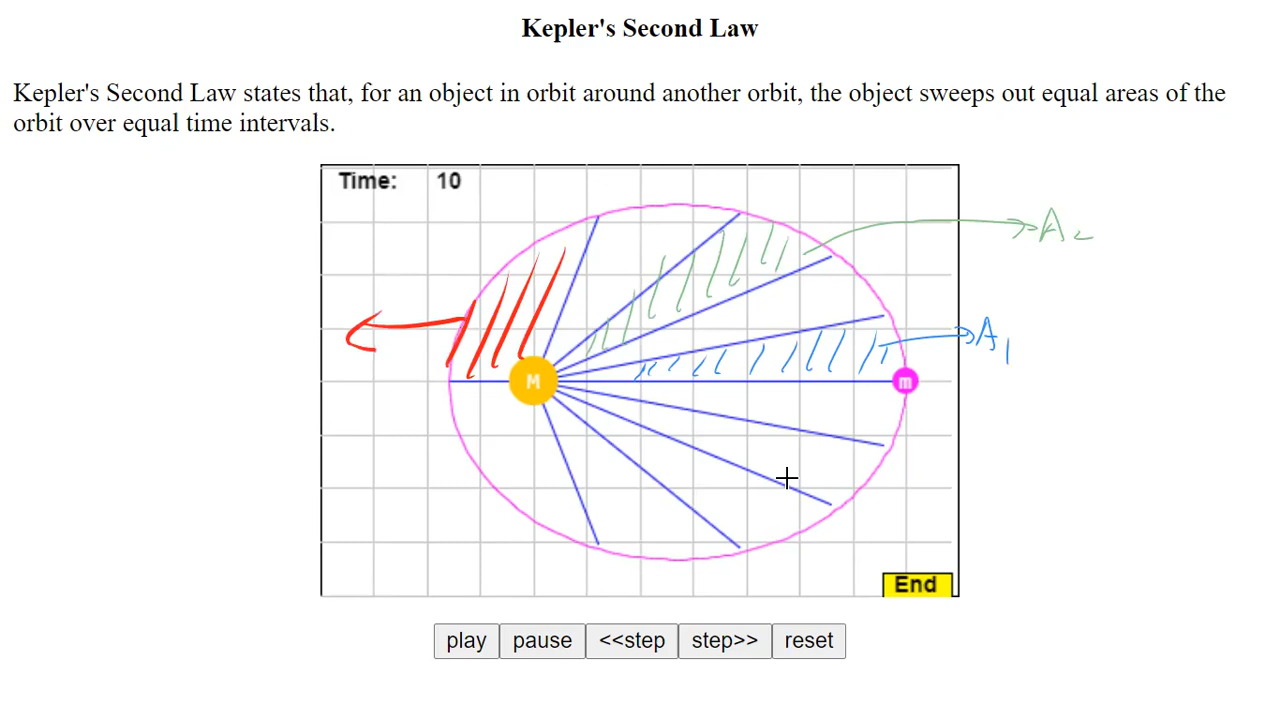 Kepler's Second Law
Kepler's Second Law states that, for an object in orbit around another orbit, the object sweeps out equal areas of the
orbit over equal time intervals.
Time: 10
A2
A1
M
m
End
play pause <<step step>> reset